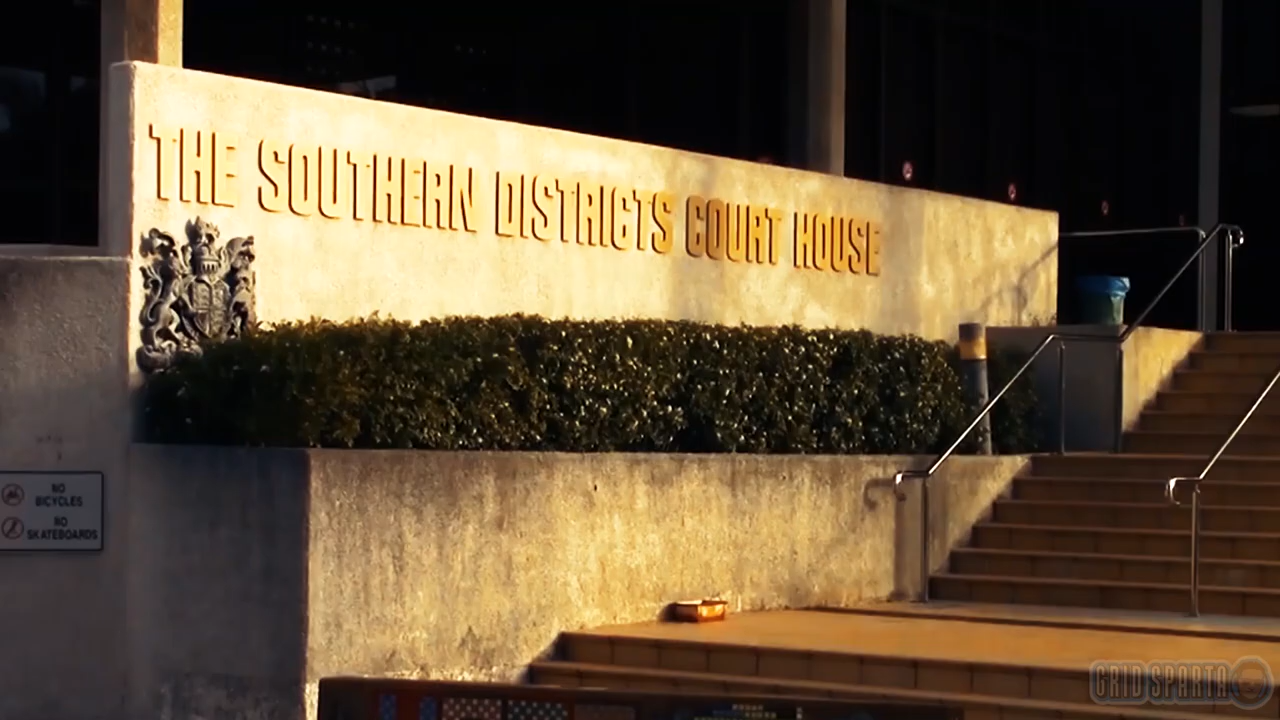 THE SOUTHERN DISTRICTS COURT HOUSE
NO
BICYCLES
NO
SKATEBOARDS
GRID SPARTA